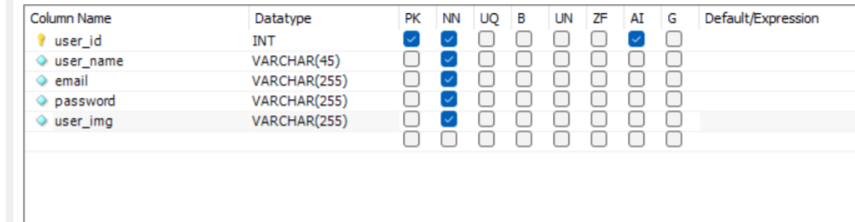 Column Name Datatype PK NN UQ B UN ZF AI G Default/Expression
user_id INT
user_name VARCHAR(45)
email VARCHAR(255)
password VARCHAR(255)
user_img VARCHAR(255)